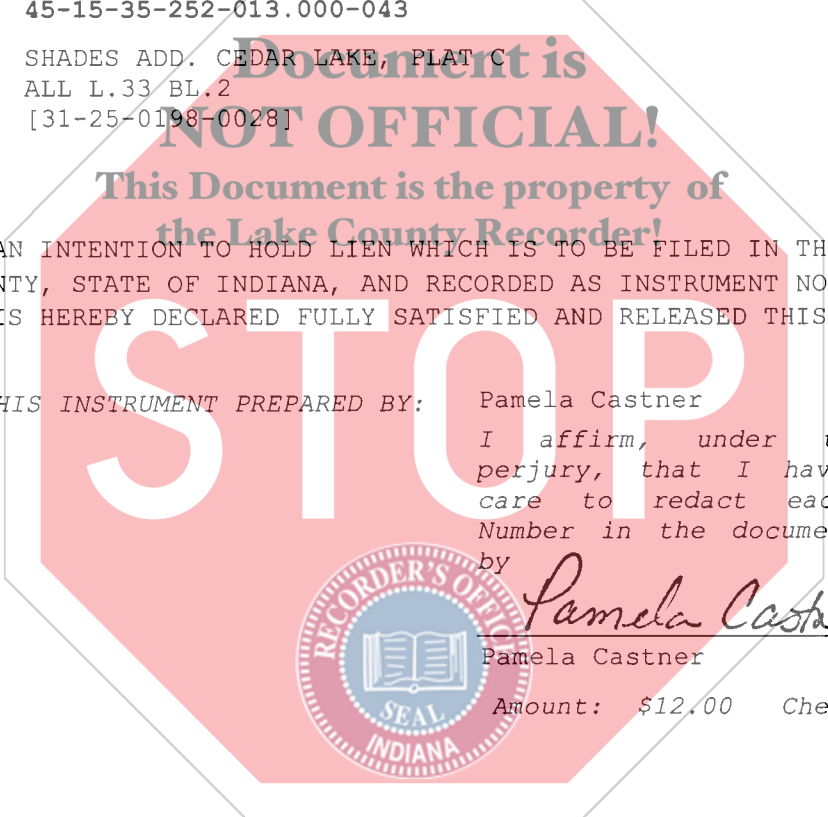 45-15-35-252-013.000-043
SHADES ADD. CEDAR LAKE, PLAT C
ALL L.33 BL.2
[31-25-0198-0028]
Document is
NOT OFFICIAL!
This Document is the property of
the Lake County Recorder!
AN INTENTION TO HOLD LIEN WHICH IS TO BE FILED IN TH
NTY, STATE OF INDIANA, AND RECORDED AS INSTRUMENT NO
IS HEREBY DECLARED FULLY SATISFIED AND RELEASED THIS
STOP
HIS INSTRUMENT PREPARED BY: Pamela Castner
I affirm, under
perjury, that I hav
care to redact eac
Number in the docume
by
Pamela Castn
Pamela Castner
Amount: $12.00 Che
RECORDER'S OFFICE
SEAL
INDIANA